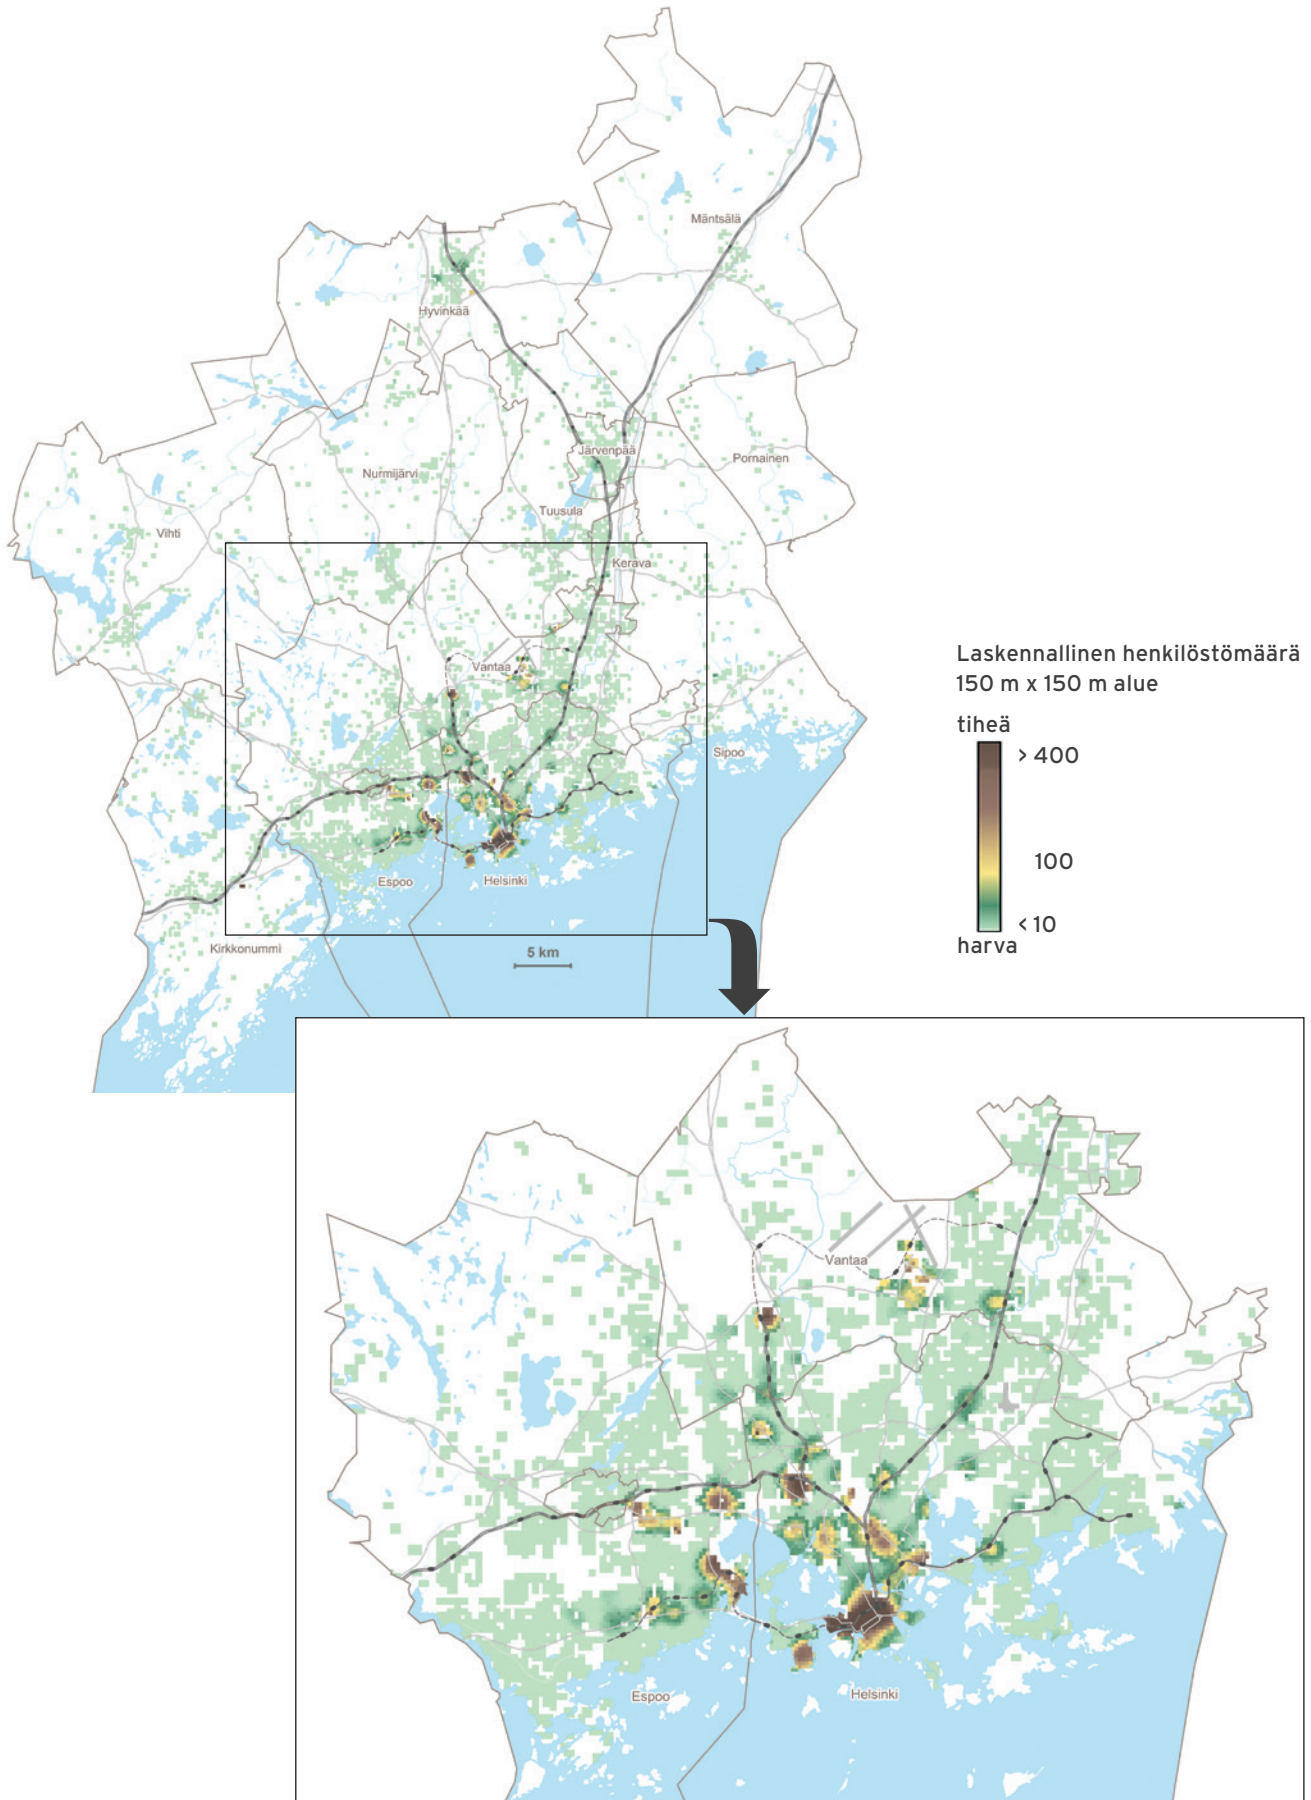 Mäntsälä
Hyvinkää
Järvenpää
Pornainen
Nurmijärvi
Tuusula
Vihti
Kerava
Vantaa
Sipoo
Espoo
Helsinki
Kirkkonummi
5 km
Laskennallinen henkilöstömäärä
150 m x 150 m alue
tiheä
> 400
100
< 10
harva
Vantaa
Espoo
Helsinki